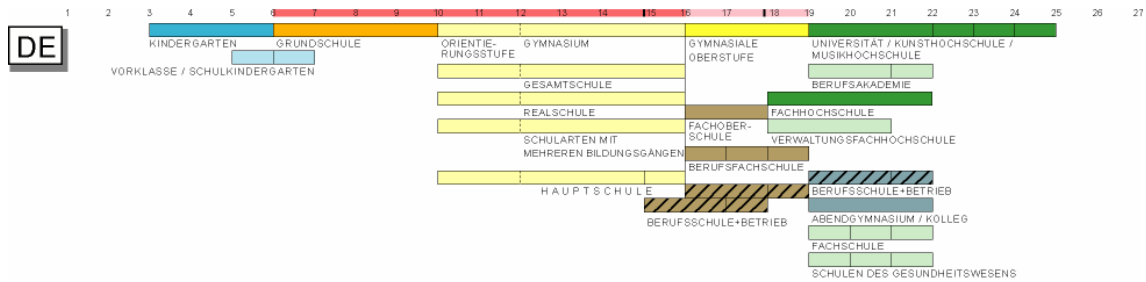 0 1 2 3 4 5 6 7 8 9 10 11 12 13 14 15 16 17 18 19 20 21 22 23 24 25 26 27
DE
KINDERGARTEN GRUNDSCHULE ORIENTIE-RUNGSSTUFE GYMNASIUM GYMNASIALE OBERSTUFE UNIVERSITÄT / KUNSTHOCHSCHULE / MUSIKHOCHSCHULE
VORKLASSE / SCHULKINDERGARTEN
GESAMTSCHULE BERUFSAKADEMIE
REALSCHULE FACHOBER-SCHULE FACHHOCHSCHULE
SCHULARTEN MIT MEHREREN BILDUNGSGÄNGEN VERWALTUNGSFACHHOCHSCHULE
BERUFSFACHSCHULE
HAUPTSCHULE BERUFSSCHULE+BETRIEB
BERUFSSCHULE+BETRIEB ABENDGYMNASIUM / KOLLEG
FACHSCHULE
SCHULEN DES GESUNDHEITSWESENS